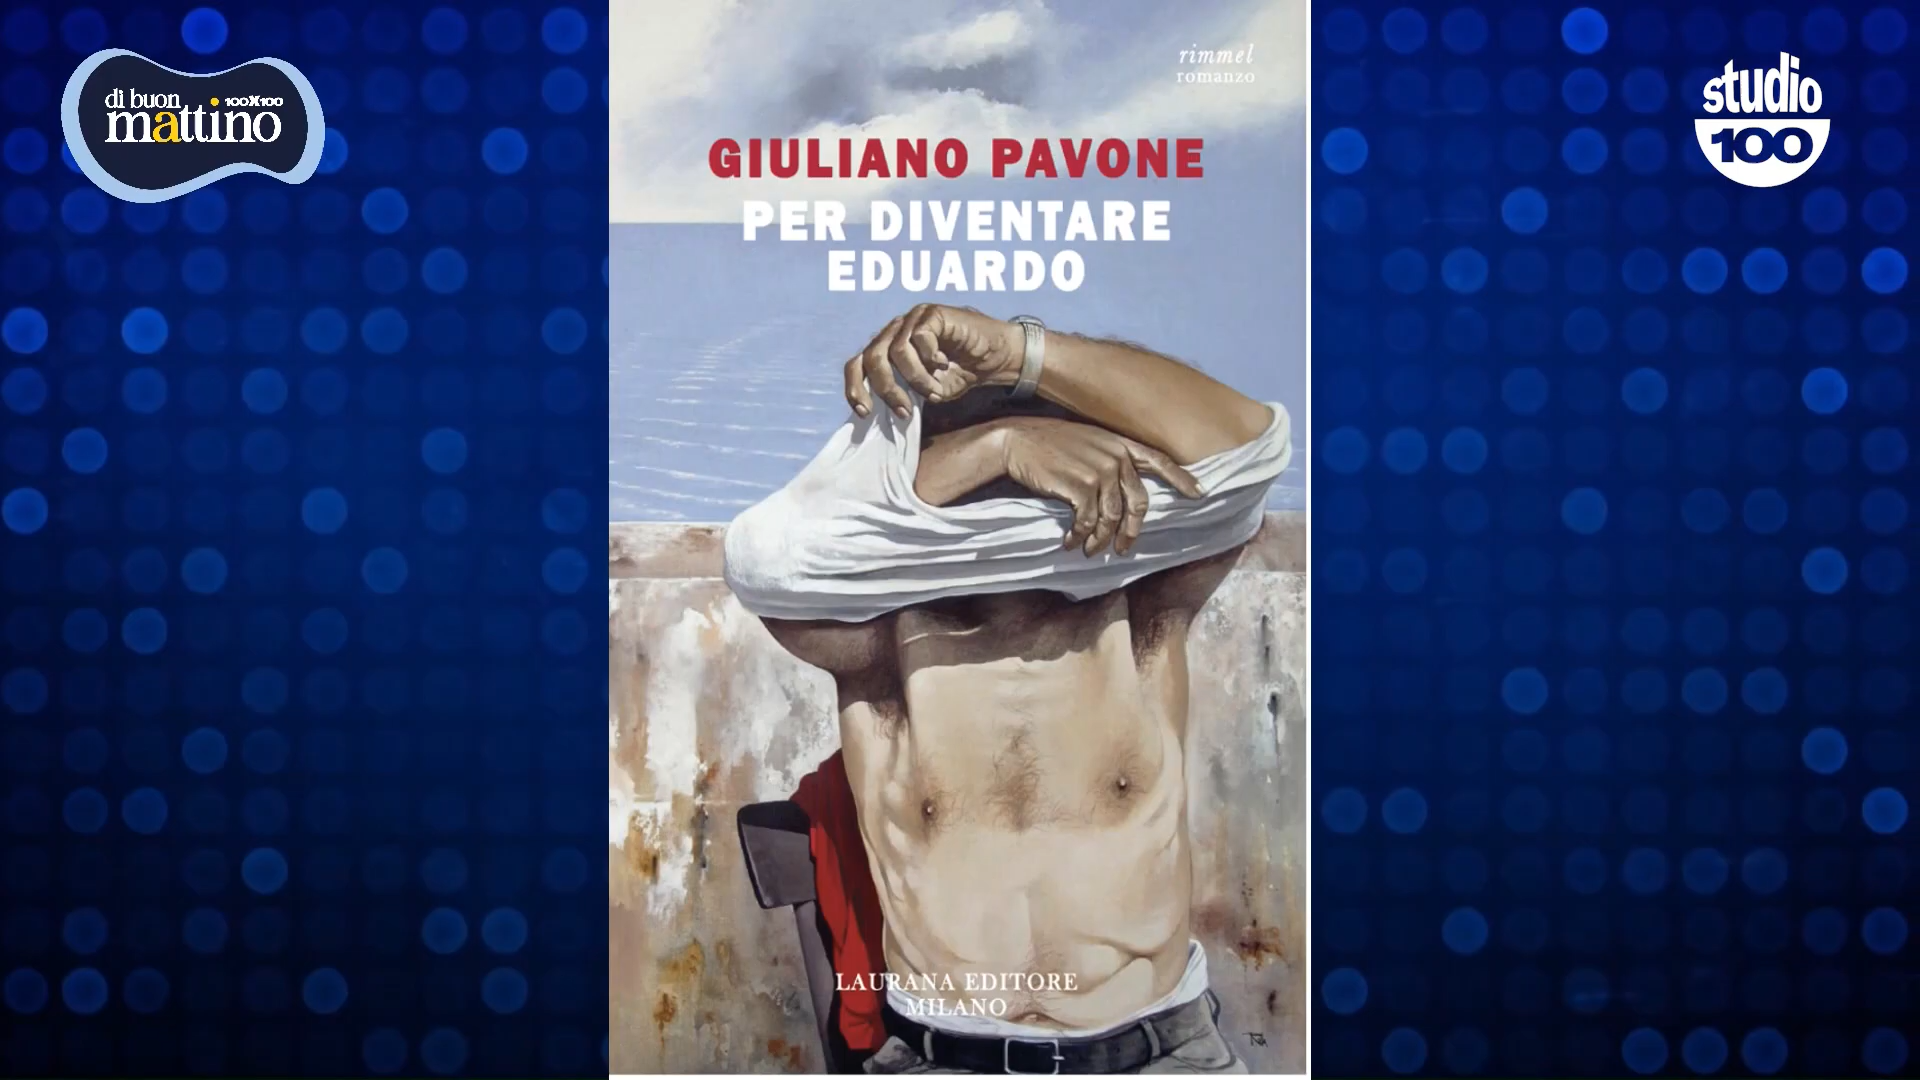 di buon 100X100
mattino
studio
100
rimmel
romanzo
GIULIANO PAVONE
PER DIVENTARE
EDUARDO
LAURANA EDITORE
MILANO